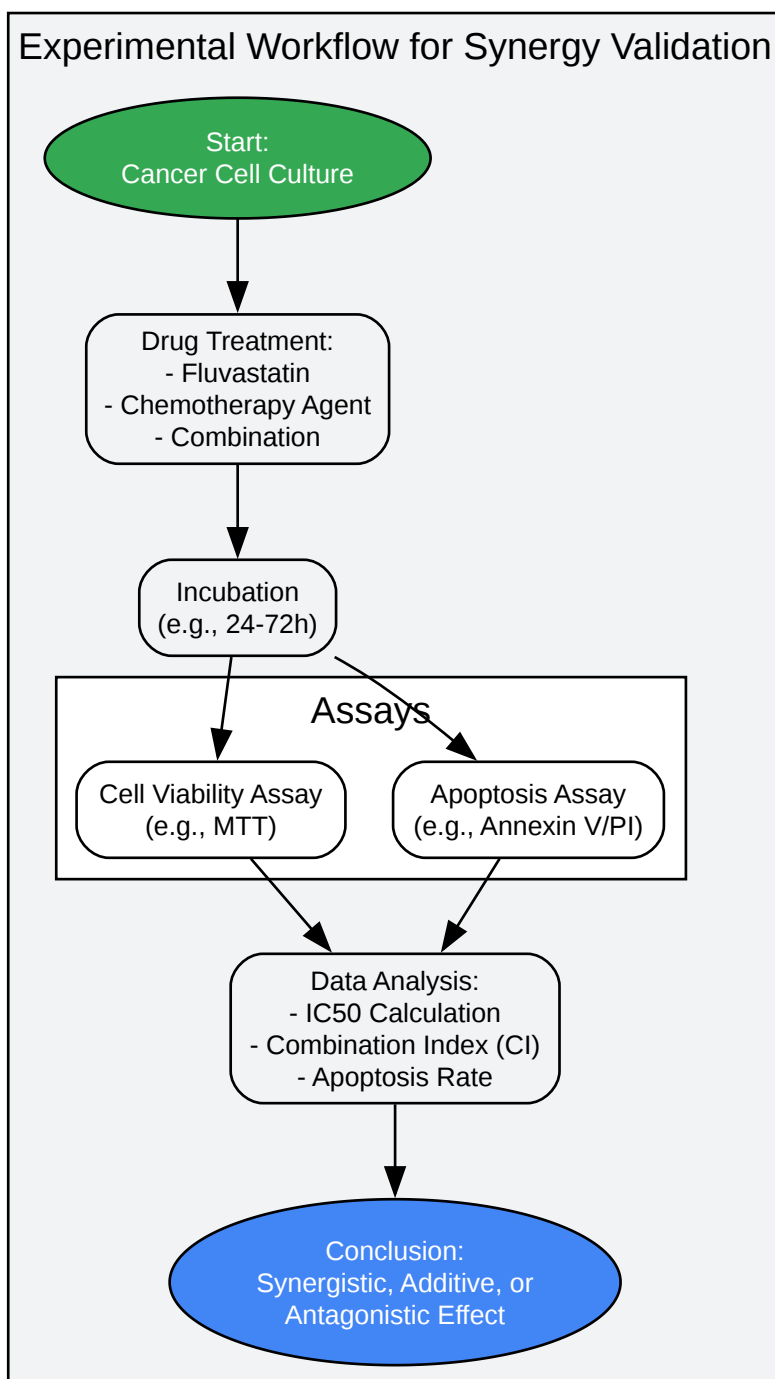 Experimental Workflow for Synergy Validation
Start:
Cancer Cell Culture
Drug Treatment:
- Fluvastatin
- Chemotherapy Agent
- Combination
Incubation
(e.g., 24-72h)
Assays
Cell Viability Assay
(e.g., MTT)
Apoptosis Assay
(e.g., Annexin V/PI)
Data Analysis:
- IC50 Calculation
- Combination Index (CI)
- Apoptosis Rate
Conclusion:
Synergistic, Additive, or
Antagonistic Effect